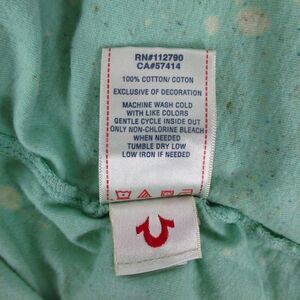 RN#112790
CA#57414
100% COTTON/ COTON
EXCLUSIVE OF DECORATION
MACHINE WASH COLD
WITH LIKE COLORS
GENTLE CYCLE INSIDE OUT
ONLY NON-CHLORINE BLEACH
WHEN NEEDED
TUMBLE DRY LOW
LOW IRON IF NEEDED